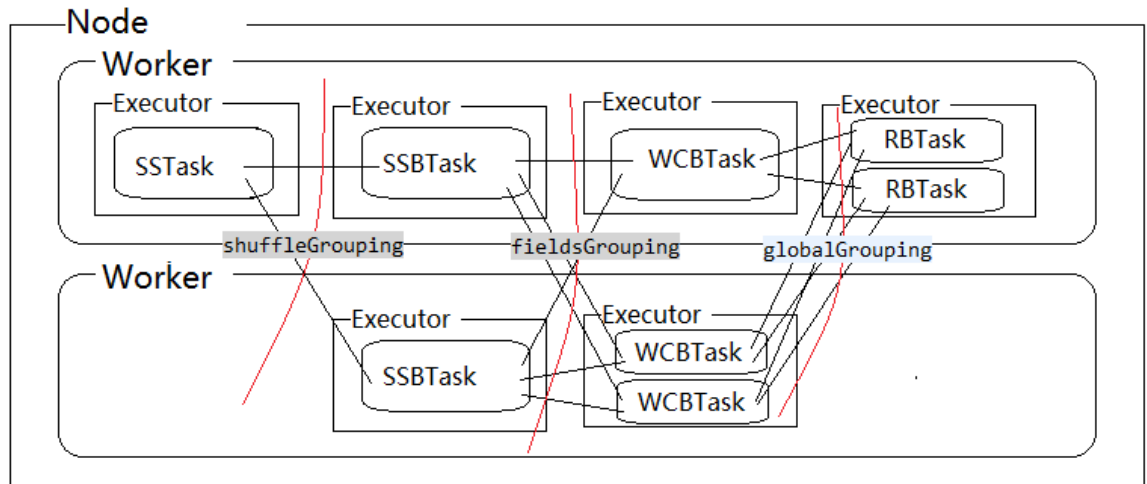 Node
Worker
Executor
Executor
Executor
Executor
SSTask
SSBTask
WCBTask
RBTask
RBTask
shuffleGrouping
fieldsGrouping
globalGrouping
Worker
Executor
Executor
SSBTask
WCBTask
WCBTask